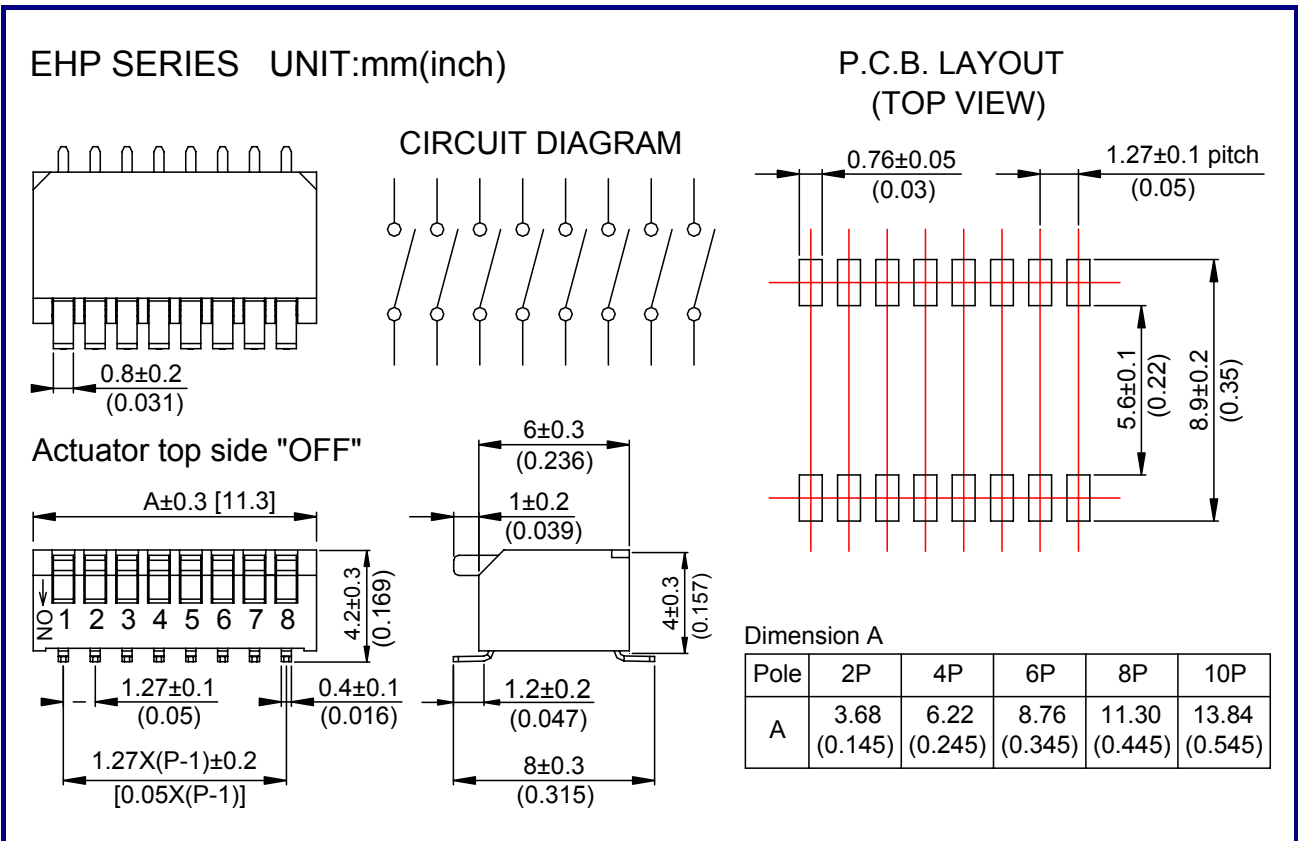 EHP SERIES UNIT:mm(inch)
P.C.B. LAYOUT
(TOP VIEW)
CIRCUIT DIAGRAM
0.76±0.05
(0.03)
1.27±0.1 pitch
(0.05)
0.8±0.2
(0.031)
5.6±0.1
(0.22)
8.9±0.2
(0.35)
Actuator top side "OFF"
A±0.3 [11.3]
ON
1 2 3 4 5 6 7 8
4.2±0.3
(0.169)
1.27±0.1
(0.05)
0.4±0.1
(0.016)
1.27X(P-1)±0.2
[0.05X(P-1)]
6±0.3
(0.236)
1±0.2
(0.039)
4±0.3
(0.157)
1.2±0.2
(0.047)
8±0.3
(0.315)
Dimension A
Pole 2P 4P 6P 8P 10P
A 3.68 6.22 8.76 11.30 13.84
(0.145) (0.245) (0.345) (0.445) (0.545)